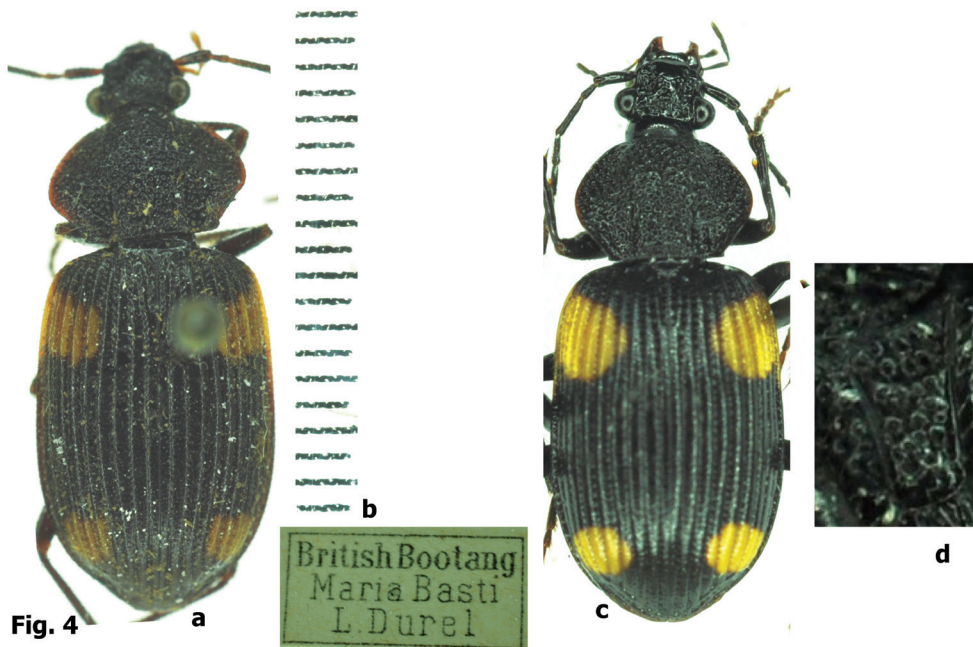 b
British Bootang
Maria Basti
L. Durel
Fig. 4
a
c
d